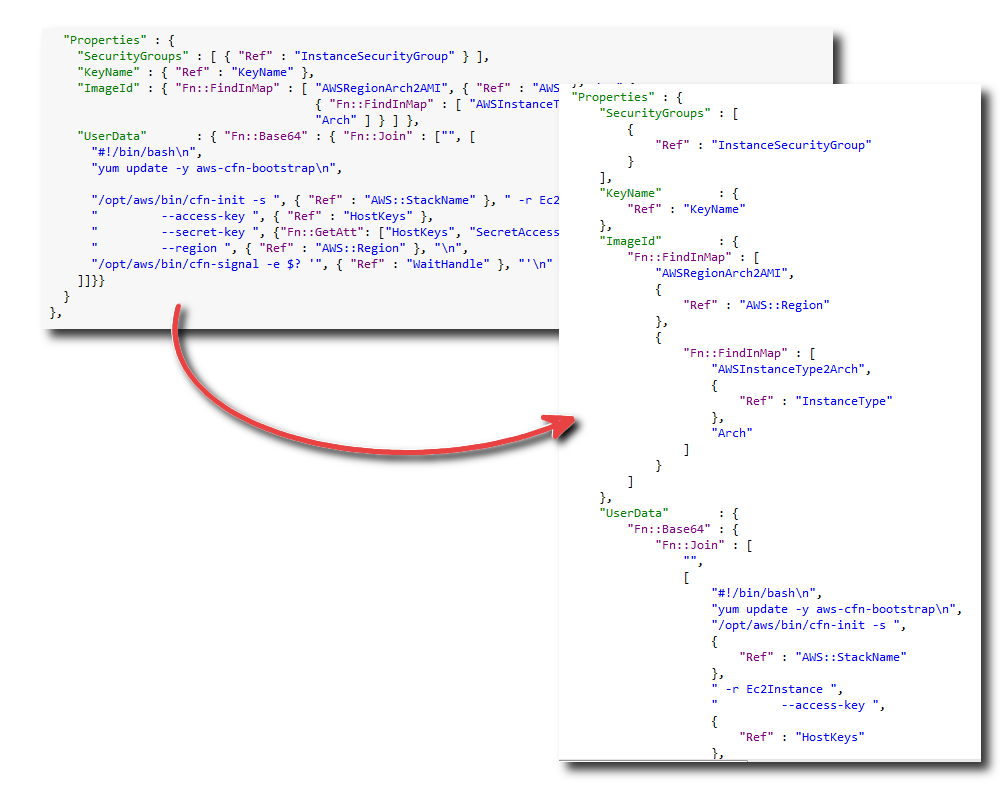 "Properties" : {
"SecurityGroups" : [ { "Ref" : "InstanceSecurityGroup" } ],
"KeyName" : { "Ref" : "KeyName" },
"ImageId" : { "Fn::FindInMap" : [ "AWSRegionArch2AMI", { "Ref" : "AWS
{ "Fn::FindInMap" : [ "AWSInstanceT
"Arch" ] } ] },
"UserData" : { "Fn::Base64" : { "Fn::Join" : ["", [
"#!/bin/bash\n",
"yum update -y aws-cfn-bootstrap\n",
"/opt/aws/bin/cfn-init -s ", { "Ref" : "AWS::StackName" }, " -r Ec2
" --access-key ", { "Ref" : "HostKeys" },
" --secret-key ", {"Fn::GetAtt": ["HostKeys", "SecretAccess
" --region ", { "Ref" : "AWS::Region" }, "\n",
"/opt/aws/bin/cfn-signal -e $? '", { "Ref" : "WaitHandle" }, "'\n"
]]}}
}
},
"Properties" : {
"SecurityGroups" : [
{
"Ref" : "InstanceSecurityGroup"
}
],
"KeyName" : {
"Ref" : "KeyName"
},
"ImageId" : {
"Fn::FindInMap" : [
"AWSRegionArch2AMI",
{
"Ref" : "AWS::Region"
},
{
"Fn::FindInMap" : [
"AWSInstanceType2Arch",
{
"Ref" : "InstanceType"
},
"Arch"
]
}
]
},
"UserData" : {
"Fn::Base64" : {
"Fn::Join" : [
"",
[
"#!/bin/bash\n",
"yum update -y aws-cfn-bootstrap\n",
"/opt/aws/bin/cfn-init -s ",
{
"Ref" : "AWS::StackName"
},
" -r Ec2Instance ",
" --access-key ",
{
"Ref" : "HostKeys"
},